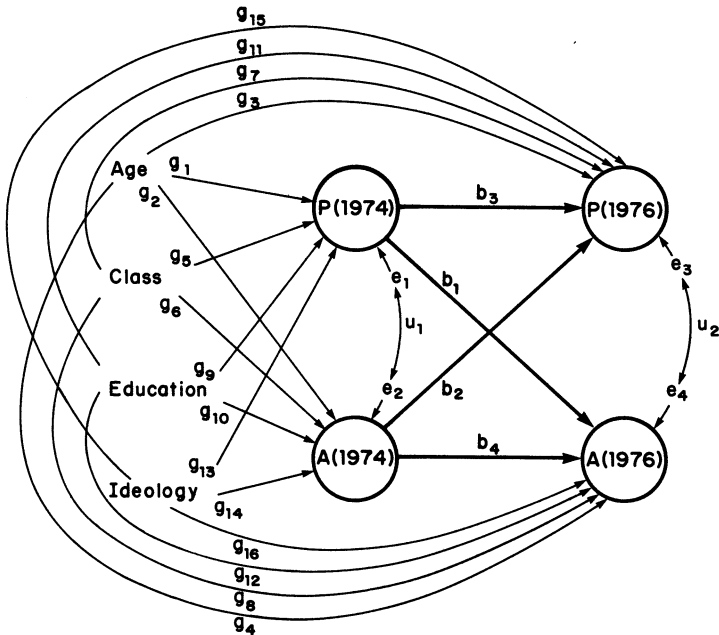 g15
g11
g7
g3
Age g1
g2
P(1974) b3 P(1976)
g5
Class
e1 b1 e3
g6
u1 u2
g9
Education e2 b2 e4
g10
A(1974) b4 A(1976)
g13
Ideology
g14
g16
g12
g8
g4